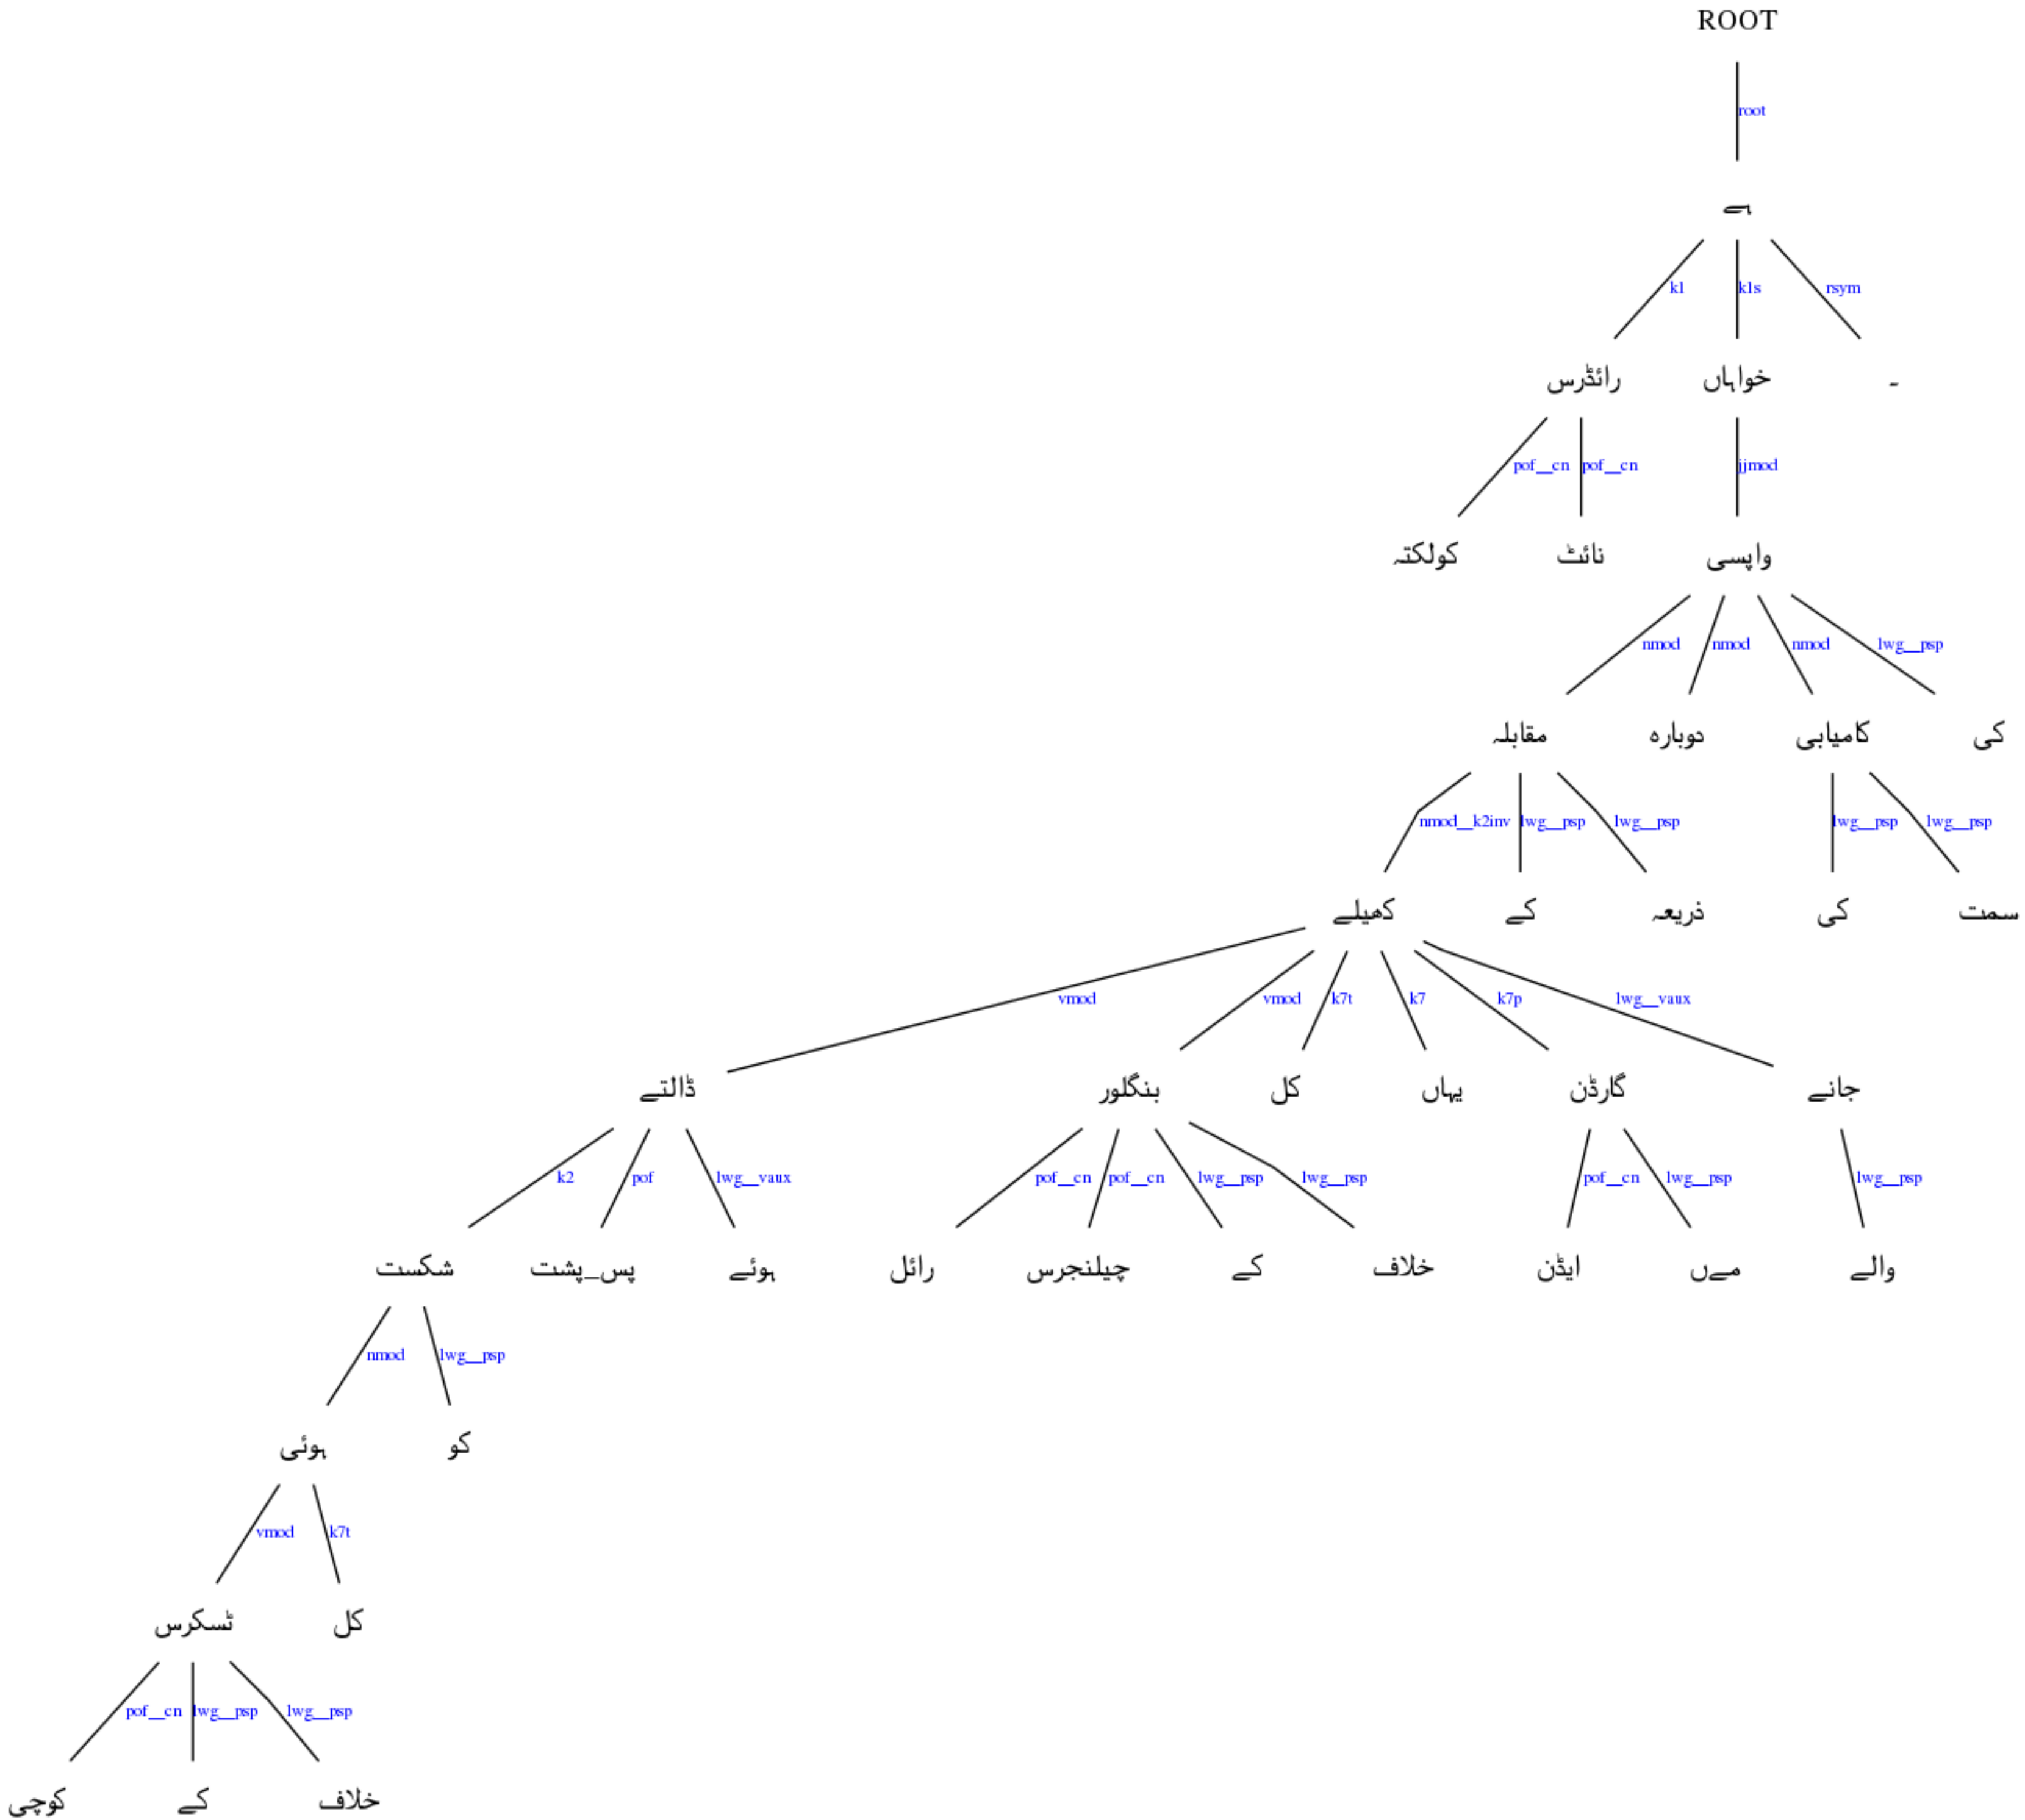 ROOT
root
ہے
k1 k1s rsym
رائڈرس خواہاں ۔
pof__cn pof__cn jjmod
کولکتہ نائٹ واپسی
nmod nmod nmod lwg__psp
مقابلہ دوبارہ کامیابی کی
nmod__k2inv lwg__psp lwg__psp lwg__psp lwg__psp
کھیلے کے ذریعہ کی سمت
vmod vmod k7t k7 k7p lwg__vaux
ڈالتے بنگلور کل یہاں گارڈن جانے
k2 pof lwg__vaux pof__cn pof__cn lwg__psp lwg__psp pof__cn lwg__psp lwg__psp
شکست پس_پشت ہوئے رائل چیلنجرس کے خلاف ایڈن مےں والے
nmod lwg__psp
ہوئی کو
vmod k7t
ٹسکرس کل
pof__cn lwg__psp lwg__psp
کوچی کے خلاف